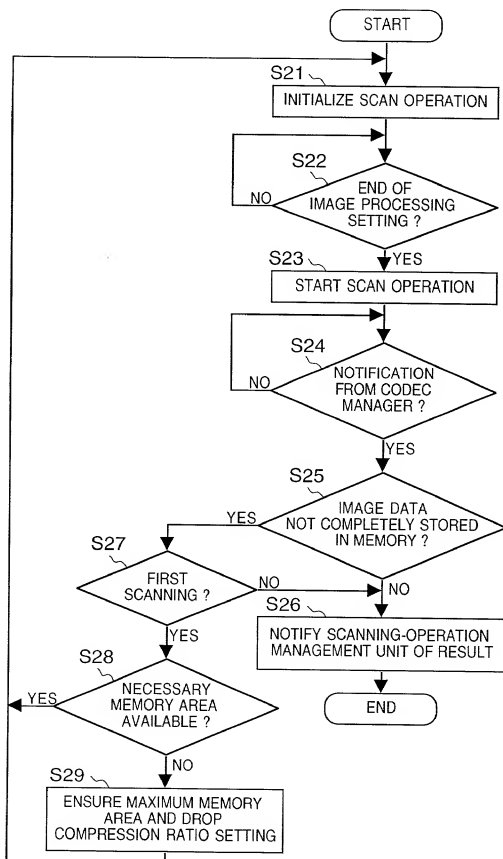 START
S21
INITIALIZE SCAN OPERATION
S22
END OF
IMAGE PROCESSING
SETTING ?
NO
YES
S23
START SCAN OPERATION
S24
NOTIFICATION
FROM CODEC
MANAGER ?
NO
YES
S25
IMAGE DATA
NOT COMPLETELY STORED
IN MEMORY ?
YES
NO
S27
FIRST
SCANNING ?
NO
YES
S26
NOTIFY SCANNING-OPERATION
MANAGEMENT UNIT OF RESULT
END
S28
NECESSARY
MEMORY AREA
AVAILABLE ?
YES
NO
S29
ENSURE MAXIMUM MEMORY
AREA AND DROP
COMPRESSION RATIO SETTING